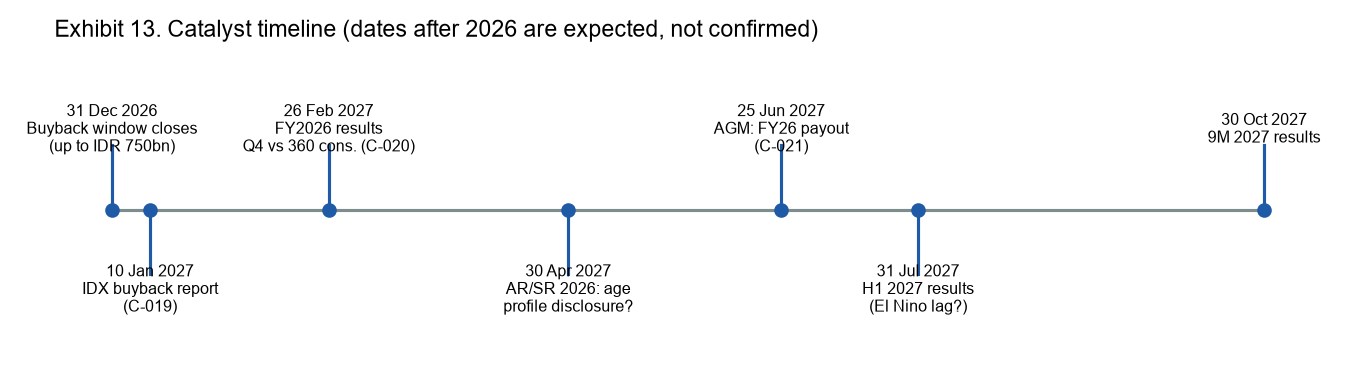 Exhibit 13. Catalyst timeline (dates after 2026 are expected, not confirmed)
31 Dec 2026
Buyback window closes
(up to IDR 750bn)
26 Feb 2027
FY2026 results
Q4 vs 360 cons. (C-020)
25 Jun 2027
AGM: FY26 payout
(C-021)
30 Oct 2027
9M 2027 results
10 Jan 2027
IDX buyback report
(C-019)
30 Apr 2027
AR/SR 2026: age
profile disclosure?
31 Jul 2027
H1 2027 results
(El Nino lag?)